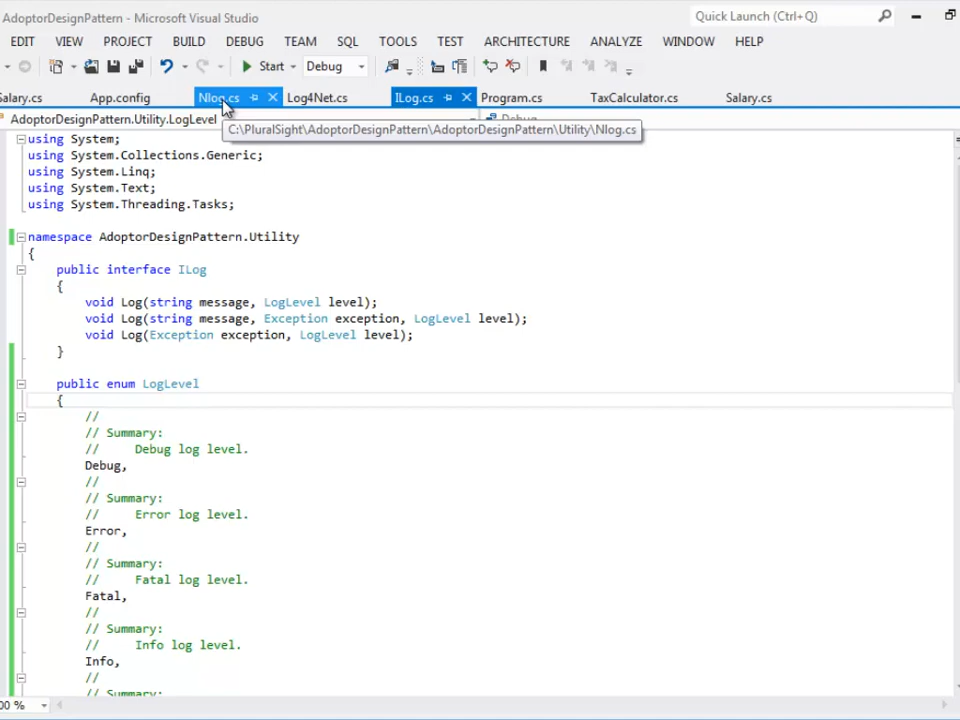 AdoptorDesignPattern - Microsoft Visual Studio
Quick Launch (Ctrl+Q)
EDIT VIEW PROJECT BUILD DEBUG TEAM SQL TOOLS TEST ARCHITECTURE ANALYZE WINDOW HELP
Start Debug
Salary.cs App.config Nlog.cs Log4Net.cs ILog.cs Program.cs TaxCalculator.cs Salary.cs
AdoptorDesignPattern.Utility.LogLevel Debug
C:\PluralSight\AdoptorDesignPattern\AdoptorDesignPattern\Utility\Nlog.cs
using System;
using System.Collections.Generic;
using System.Linq;
using System.Text;
using System.Threading.Tasks;
namespace AdoptorDesignPattern.Utility
{
public interface ILog
{
void Log(string message, LogLevel level);
void Log(string message, Exception exception, LogLevel level);
void Log(Exception exception, LogLevel level);
}
public enum LogLevel
{
//
// Summary:
// Debug log level.
Debug,
//
// Summary:
// Error log level.
Error,
//
// Summary:
// Fatal log level.
Fatal,
//
// Summary:
// Info log level.
Info,
//
// Summary:
00 %